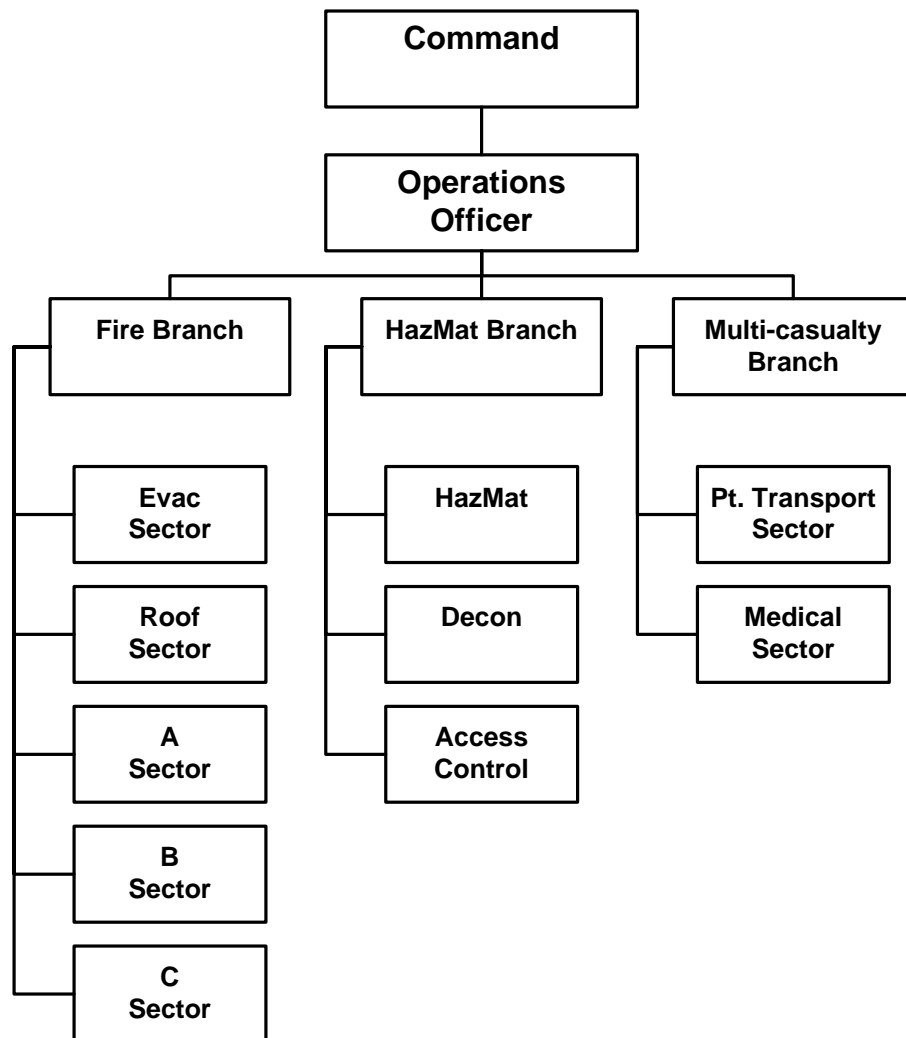 Command
Operations
Officer
Fire Branch
HazMat Branch
Multi-casualty
Branch
Evac
Sector
HazMat
Pt. Transport
Sector
Roof
Sector
Decon
Medical
Sector
A
Sector
Access
Control
B
Sector
C
Sector